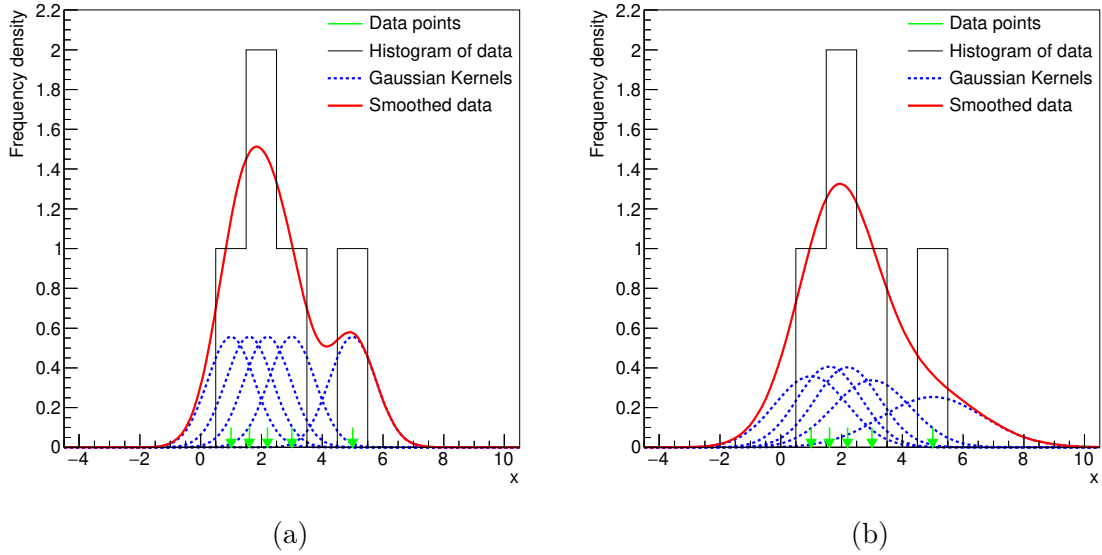 Frequency density
2.2
2
1.8
1.6
1.4
1.2
1
0.8
0.6
0.4
0.2
0
−4 −2 0 2 4 6 8 10
x
Data points
Histogram of data
Gaussian Kernels
Smoothed data
(a)
Frequency density
2.2
2
1.8
1.6
1.4
1.2
1
0.8
0.6
0.4
0.2
0
−4 −2 0 2 4 6 8 10
x
Data points
Histogram of data
Gaussian Kernels
Smoothed data
(b)